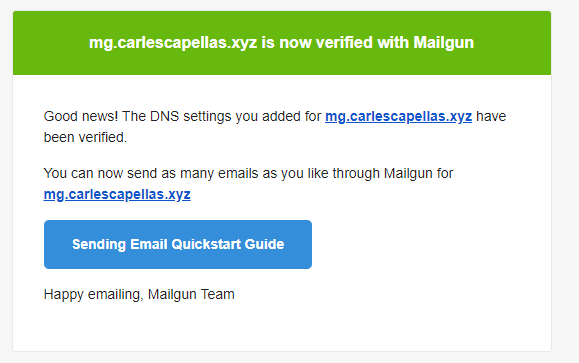 mg.carlescapellas.xyz is now verified with Mailgun
Good news! The DNS settings you added for mg.carlescapellas.xyz have
been verified.
You can now send as many emails as you like through Mailgun for
mg.carlescapellas.xyz
Sending Email Quickstart Guide
Happy emailing, Mailgun Team